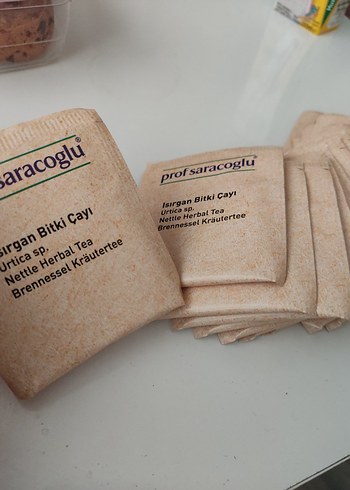 saracoglu®
Isırgan Bitki Çayı
Urtica sp.
Nettle Herbal Tea
Brennessel Kräutertee
prof saracoglu®
Isırgan Bitki Çayı
Urtica sp.
Nettle Herbal Tea
Brennessel Kräutertee